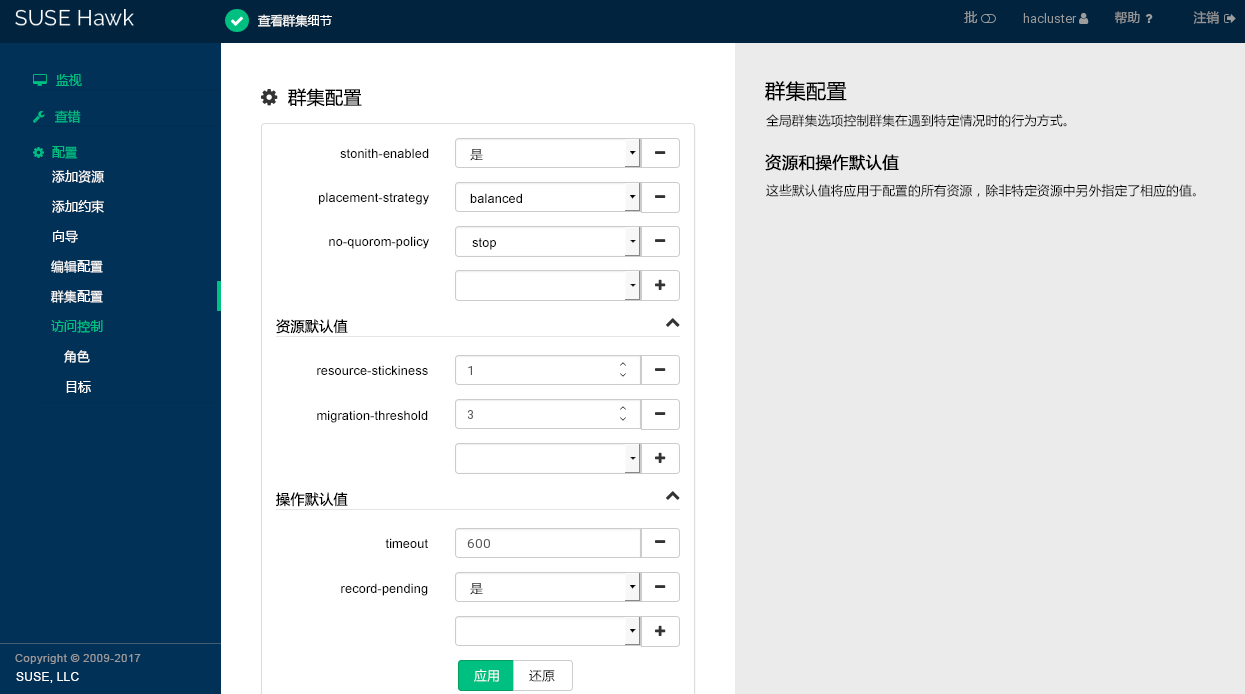 SUSE Hawk
查看群集细节
批
hacluster
帮助 ?
注销
监视
查错
配置
添加资源
添加约束
向导
编辑配置
群集配置
访问控制
角色
目标
Copyright © 2009-2017
SUSE, LLC
群集配置
stonith-enabled 是
placement-strategy balanced
no-quorom-policy stop
资源默认值
resource-stickiness 1
migration-threshold 3
操作默认值
timeout 600
record-pending 是
应用 还原
群集配置
全局群集选项控制群集在遇到特定情况时的行为方式。
资源和操作默认值
这些默认值将应用于配置的所有资源，除非特定资源中另外指定了相应的值。